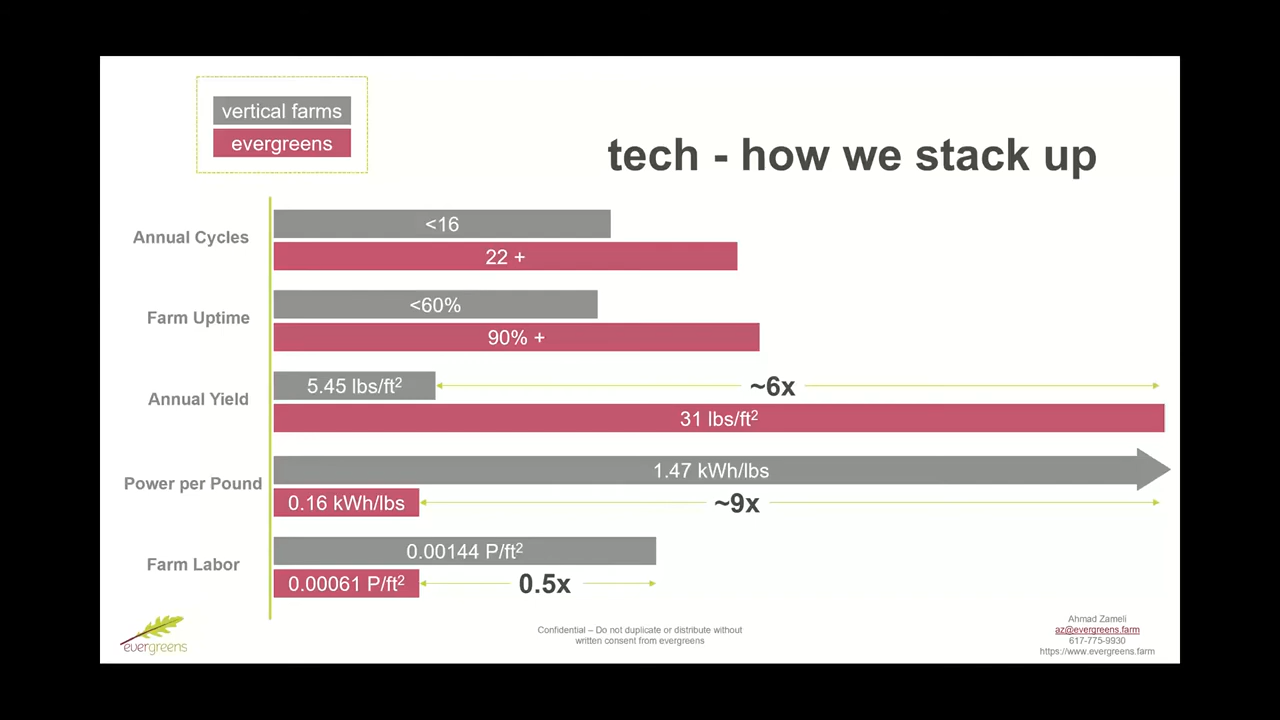 vertical farms
evergreens
tech - how we stack up
Annual Cycles
<16
22 +
Farm Uptime
<60%
90% +
Annual Yield
5.45 lbs/ft²
~6x
31 lbs/ft²
Power per Pound
1.47 kWh/lbs
0.16 kWh/lbs
~9x
Farm Labor
0.00144 P/ft²
0.00061 P/ft²
0.5x
evergreens
Confidential – Do not duplicate or distribute without
written consent from evergreens
Ahmad Zameli
az@evergreens.farm
617-775-9930
https://www.evergreens.farm